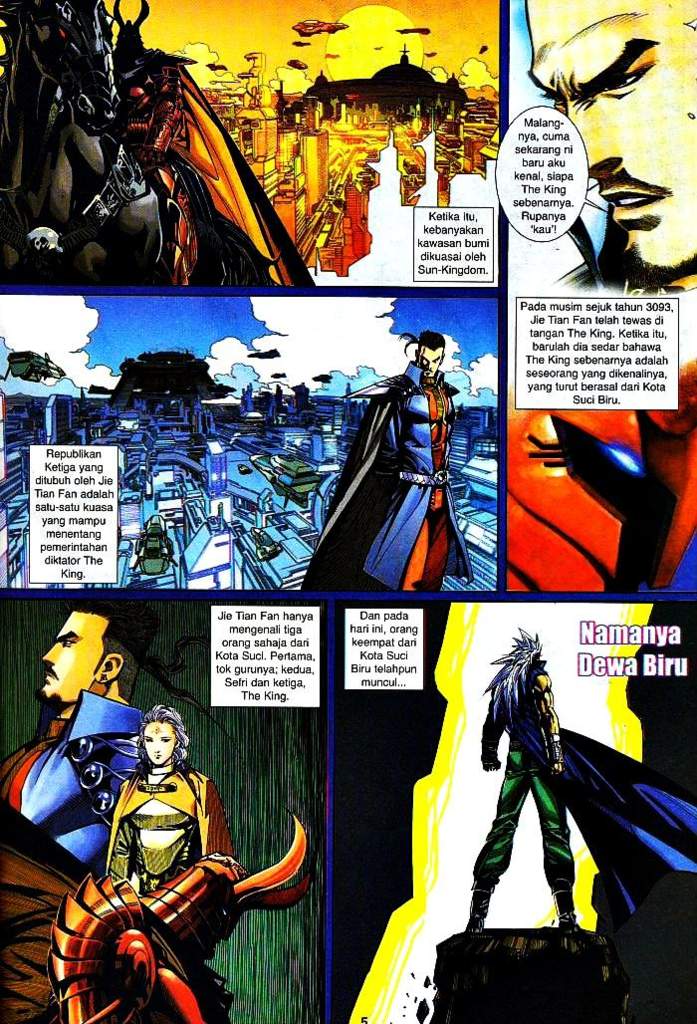 Ketika itu,
kebanyakan
kawasan bumi
dikuasai oleh
Sun-Kingdom.
Malang-
nya, cuma
sekarang ni
baru aku
kenal, siapa
The King
sebenarnya.
Rupanya
'kau'!
Pada musim sejuk tahun 3093,
Jie Tian Fan telah tewas di
tangan The King. Ketika itu,
barulah dia sedar bahawa
The King sebenarnya adalah
seseorang yang dikenalinya,
yang turut berasal dari Kota
Suci Biru.
Republikan
Ketiga yang
ditubuh oleh Jie
Tian Fan adalah
satu-satu kuasa
yang mampu
menentang
pemerintahan
diktator The
King.
Jie Tian Fan hanya
mengenali tiga
orang sahaja dari
Kota Suci. Pertama,
tok gurunya; kedua,
Sefri dan ketiga,
The King.
Dan pada
hari ini, orang
keempat dari
Kota Suci
Biru telahpun
muncul...
Namanya
Dewa Biru
5